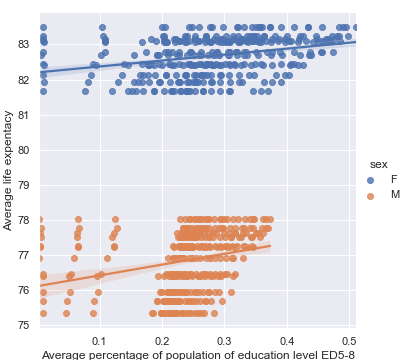 83
82
81
80
79
78
77
76
75
0.1 0.2 0.3 0.4 0.5
Average life expentacy
Average percentage of population of education level ED5-8
sex
F
M